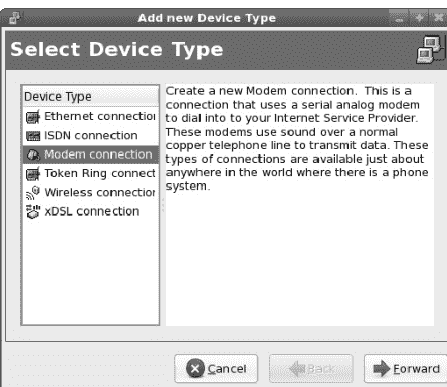 Add new Device Type
Select Device Type
Device Type
Ethernet connection
ISDN connection
Modem connection
Token Ring connect
Wireless connection
xDSL connection
Create a new Modem connection. This is a
connection that uses a serial analog modem
to dial into to your Internet Service Provider.
These modems use sound over a normal
copper telephone line to transmit data. These
types of connections are available just about
anywhere in the world where there is a phone
system.
Cancel
Back
Forward